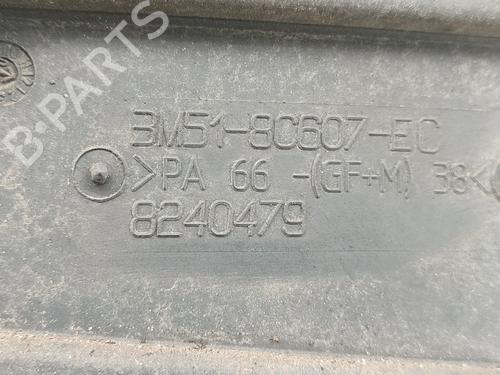 B-PARTS
3M51-8C607-EC
>PA 66 -(GF+M) 38<
8240479